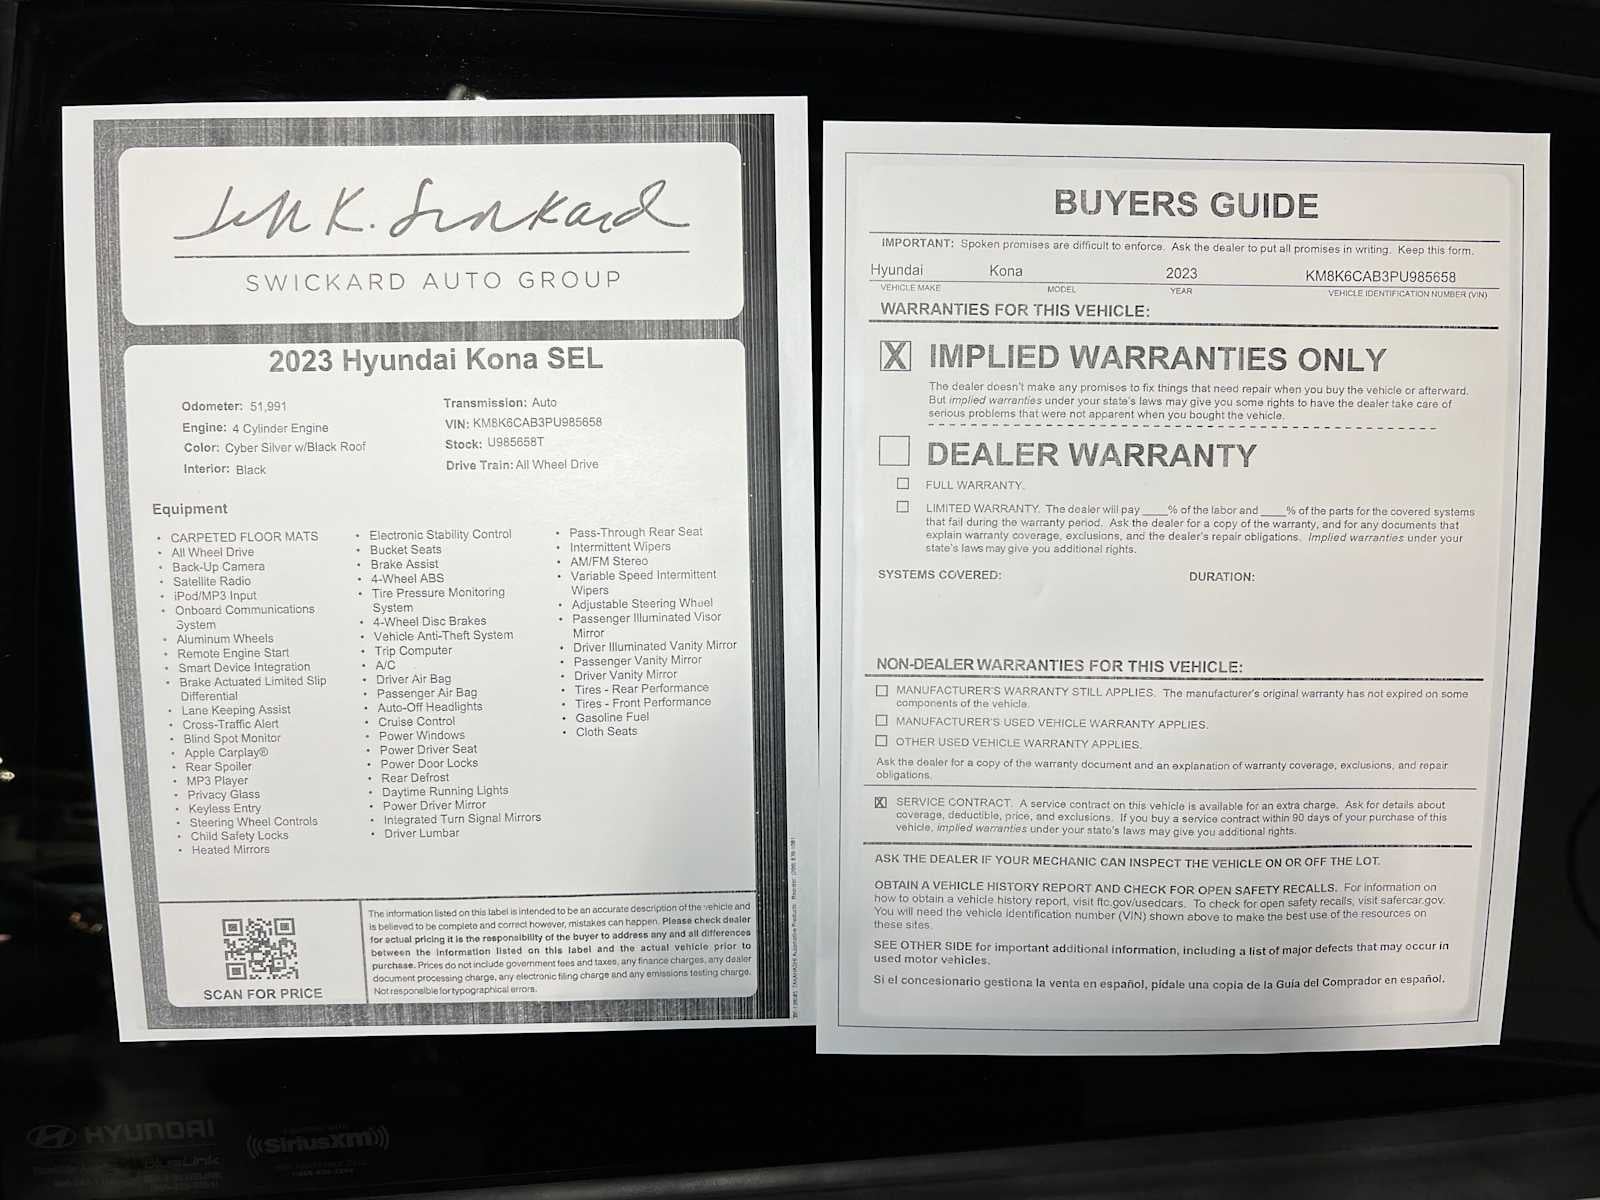 Jeff K. Swickard
SWICKARD AUTO GROUP
2023 Hyundai Kona SEL
Odometer: 51,991
Engine: 4 Cylinder Engine
Color: Cyber Silver w/Black Roof
Interior: Black
Transmission: Auto
VIN: KM8K6CAB3PU985658
Stock: U985658T
Drive Train: All Wheel Drive
Equipment
• CARPETED FLOOR MATS
• All Wheel Drive
• Back-Up Camera
• Satellite Radio
• iPod/MP3 Input
• Onboard Communications
System
• Aluminum Wheels
• Remote Engine Start
• Smart Device Integration
• Brake Actuated Limited Slip
Differential
• Lane Keeping Assist
• Cross-Traffic Alert
• Blind Spot Monitor
• Apple Carplay®
• Rear Spoiler
• MP3 Player
• Privacy Glass
• Keyless Entry
• Steering Wheel Controls
• Child Safety Locks
• Heated Mirrors
• Electronic Stability Control
• Bucket Seats
• Brake Assist
• 4-Wheel ABS
• Tire Pressure Monitoring
System
• 4-Wheel Disc Brakes
• Vehicle Anti-Theft System
• Trip Computer
• A/C
• Driver Air Bag
• Passenger Air Bag
• Auto-Off Headlights
• Cruise Control
• Power Windows
• Power Driver Seat
• Power Door Locks
• Rear Defrost
• Daytime Running Lights
• Power Driver Mirror
• Integrated Turn Signal Mirrors
• Driver Lumbar
• Pass-Through Rear Seat
• Intermittent Wipers
• AM/FM Stereo
• Variable Speed Intermittent
Wipers
• Adjustable Steering Wheel
• Passenger Illuminated Visor
Mirror
• Driver Illuminated Vanity Mirror
• Passenger Vanity Mirror
• Driver Vanity Mirror
• Tires - Rear Performance
• Tires - Front Performance
• Gasoline Fuel
• Cloth Seats
SCAN FOR PRICE
The information listed on this label is intended to be an accurate description of the vehicle and
is believed to be complete and correct however, mistakes can happen. Please check dealer
for actual pricing it is the responsibility of the buyer to address any and all differences
between the information listed on this label and the actual vehicle prior to
purchase. Prices do not include government fees and taxes, any finance charges, any dealer
document processing charge, any electronic filing charge and any emissions testing charge.
Not responsible for typographical errors.
BUYERS GUIDE
IMPORTANT: Spoken promises are difficult to enforce. Ask the dealer to put all promises in writing. Keep this form.
Hyundai Kona 2023 KM8K6CAB3PU985658
VEHICLE MAKE MODEL YEAR VEHICLE IDENTIFICATION NUMBER (VIN)
WARRANTIES FOR THIS VEHICLE:
X IMPLIED WARRANTIES ONLY
The dealer doesn't make any promises to fix things that need repair when you buy the vehicle or afterward.
But implied warranties under your state's laws may give you some rights to have the dealer take care of
serious problems that were not apparent when you bought the vehicle.
DEALER WARRANTY
FULL WARRANTY.
LIMITED WARRANTY. The dealer will pay ____% of the labor and ____% of the parts for the covered systems
that fail during the warranty period. Ask the dealer for a copy of the warranty, and for any documents that
explain warranty coverage, exclusions, and the dealer's repair obligations. Implied warranties under your
state's laws may give you additional rights.
SYSTEMS COVERED: DURATION:
NON-DEALER WARRANTIES FOR THIS VEHICLE:
MANUFACTURER'S WARRANTY STILL APPLIES. The manufacturer's original warranty has not expired on some
components of the vehicle.
MANUFACTURER'S USED VEHICLE WARRANTY APPLIES.
OTHER USED VEHICLE WARRANTY APPLIES.
Ask the dealer for a copy of the warranty document and an explanation of warranty coverage, exclusions, and repair
obligations.
X SERVICE CONTRACT. A service contract on this vehicle is available for an extra charge. Ask for details about
coverage, deductible, price, and exclusions. If you buy a service contract within 90 days of your purchase of this
vehicle, implied warranties under your state's laws may give you additional rights.
ASK THE DEALER IF YOUR MECHANIC CAN INSPECT THE VEHICLE ON OR OFF THE LOT.
OBTAIN A VEHICLE HISTORY REPORT AND CHECK FOR OPEN SAFETY RECALLS. For information on
how to obtain a vehicle history report, visit ftc.gov/usedcars. To check for open safety recalls, visit safercar.gov.
You will need the vehicle identification number (VIN) shown above to make the best use of the resources on
these sites.
SEE OTHER SIDE for important additional information, including a list of major defects that may occur in
used motor vehicles.
Si el concesionario gestiona la venta en español, pídale una copia de la Guía del Comprador en español.
HYUNDAI
SiriusXM